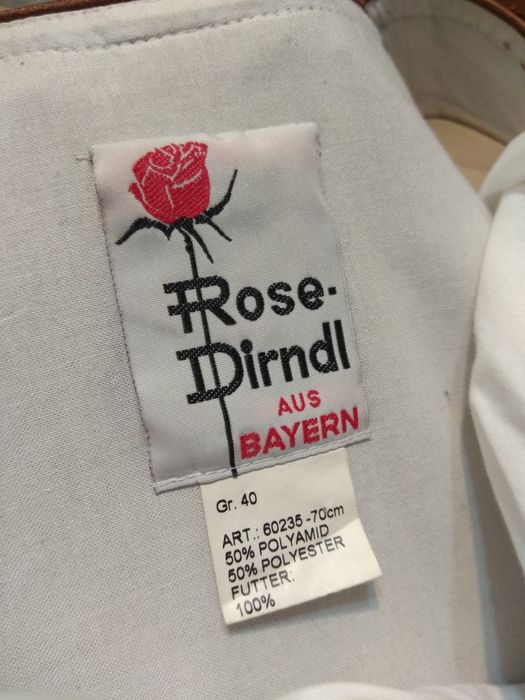 Rose-
Dirndl
AUS
BAYERN
Gr. 40
ART.: 60235-70cm
50% POLYAMID
50% POLYESTER
FUTTER:
100%